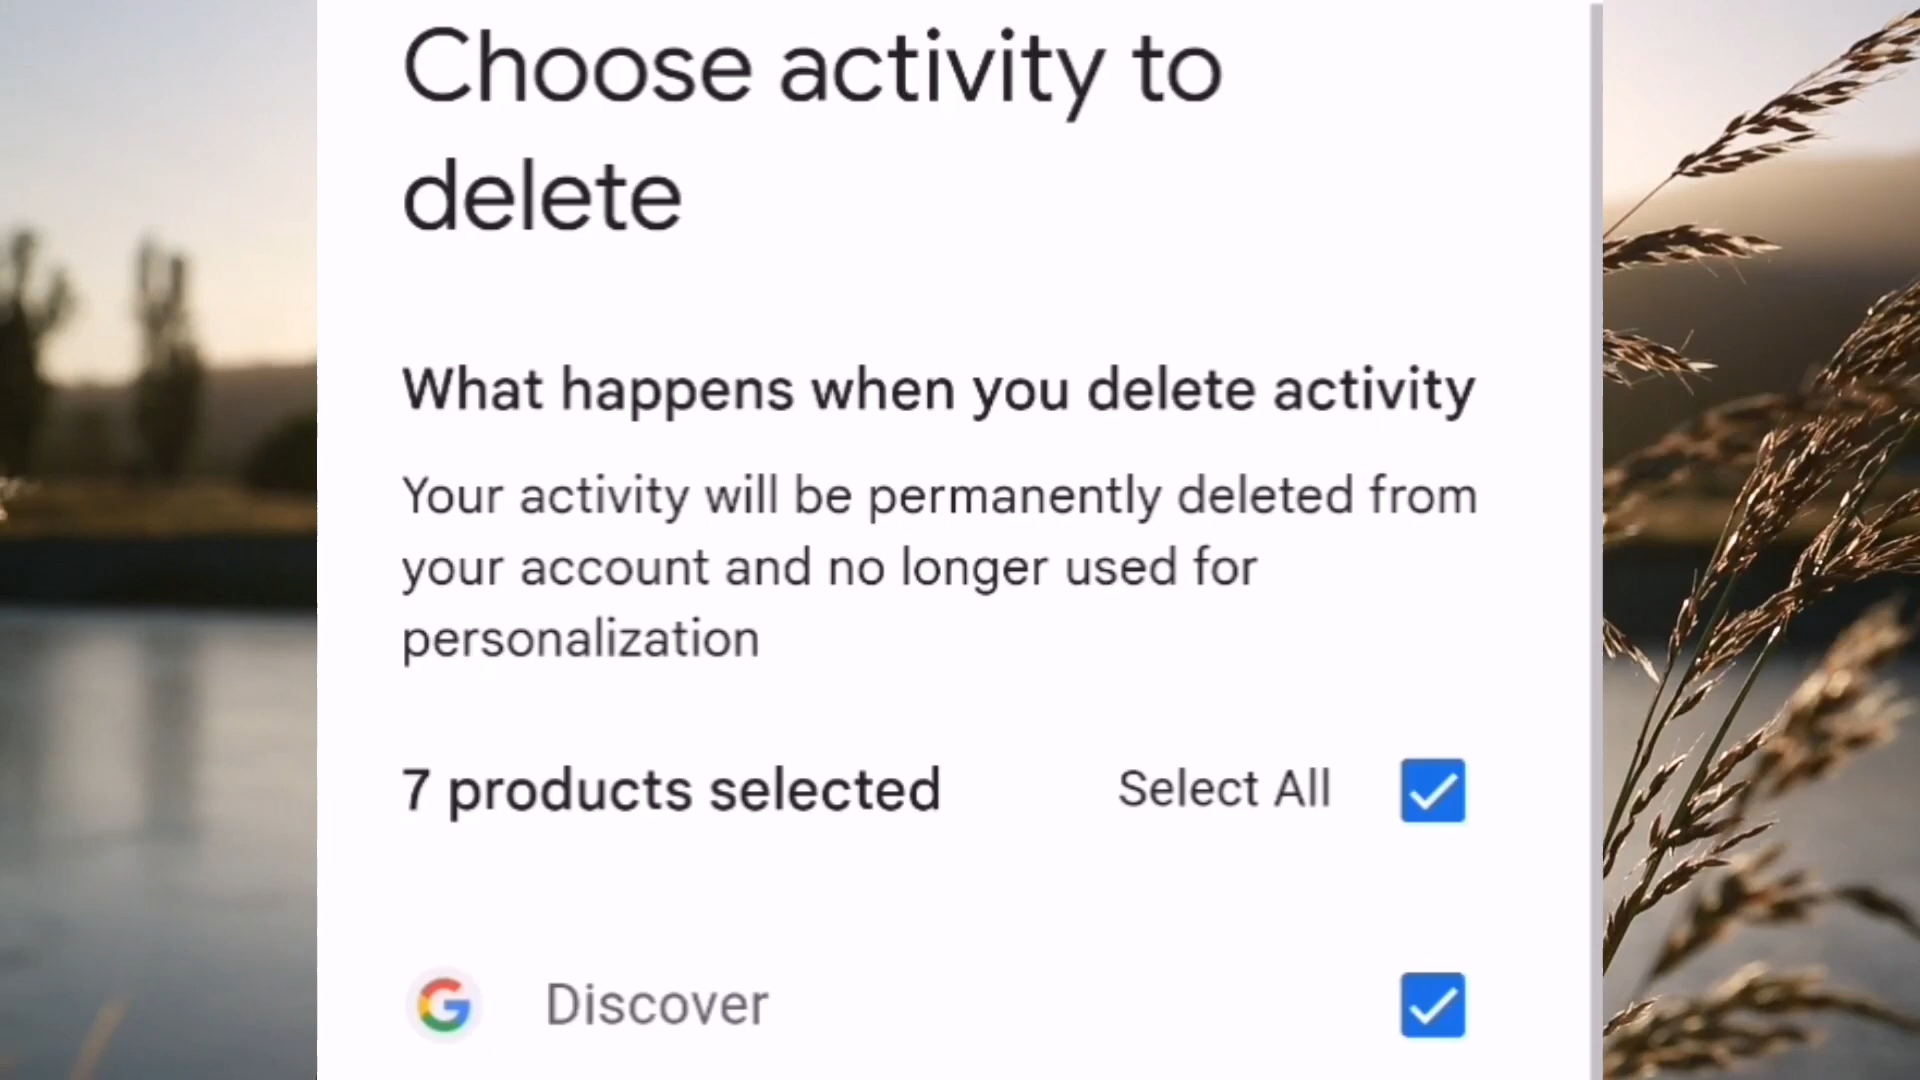 Choose activity to
delete
What happens when you delete activity
Your activity will be permanently deleted from
your account and no longer used for
personalization
7 products selected Select All
G Discover